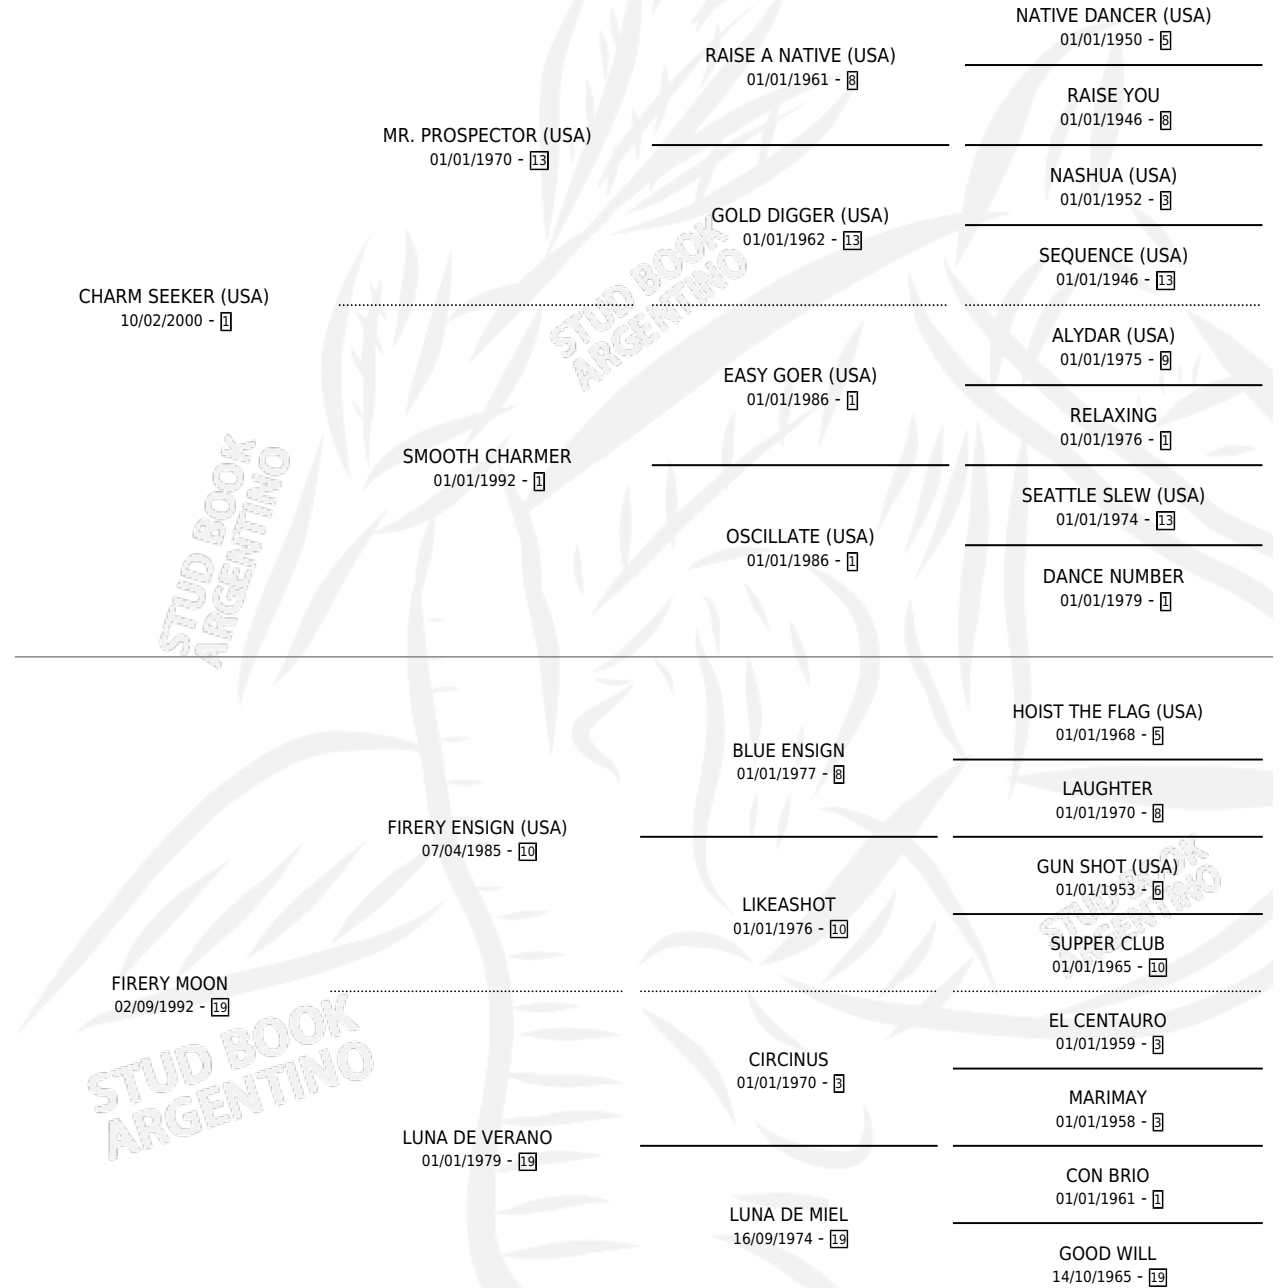 NATIVE DANCER (USA)
01/01/1950 - 5
RAISE A NATIVE (USA)
01/01/1961 - 8
RAISE YOU
01/01/1946 - 8
MR. PROSPECTOR (USA)
01/01/1970 - 13
NASHUA (USA)
01/01/1952 - 3
GOLD DIGGER (USA)
01/01/1962 - 13
SEQUENCE (USA)
01/01/1946 - 13
CHARM SEEKER (USA)
10/02/2000 - 1
STUD BOOK
ARGENTINO
ALYDAR (USA)
01/01/1975 - 9
EASY GOER (USA)
01/01/1986 - 1
RELAXING
01/01/1976 - 1
SMOOTH CHARMER
01/01/1992 - 1
SEATTLE SLEW (USA)
01/01/1974 - 13
OSCILLATE (USA)
01/01/1986 - 1
DANCE NUMBER
01/01/1979 - 1
STUD BOOK
ARGENTINO
HOIST THE FLAG (USA)
01/01/1968 - 5
BLUE ENSIGN
01/01/1977 - 8
LAUGHTER
01/01/1970 - 8
FIRERY ENSIGN (USA)
07/04/1985 - 10
GUN SHOT (USA)
01/01/1953 - 6
LIKEASHOT
01/01/1976 - 10
STUD BOOK
ARGENTINO
SUPPER CLUB
01/01/1965 - 10
FIRERY MOON
02/09/1992 - 19
EL CENTAURO
01/01/1959 - 3
CIRCINUS
01/01/1970 - 3
STUD BOOK
ARGENTINO
MARIMAY
01/01/1958 - 3
LUNA DE VERANO
01/01/1979 - 19
CON BRIO
01/01/1961 - 1
LUNA DE MIEL
16/09/1974 - 19
GOOD WILL
14/10/1965 - 19